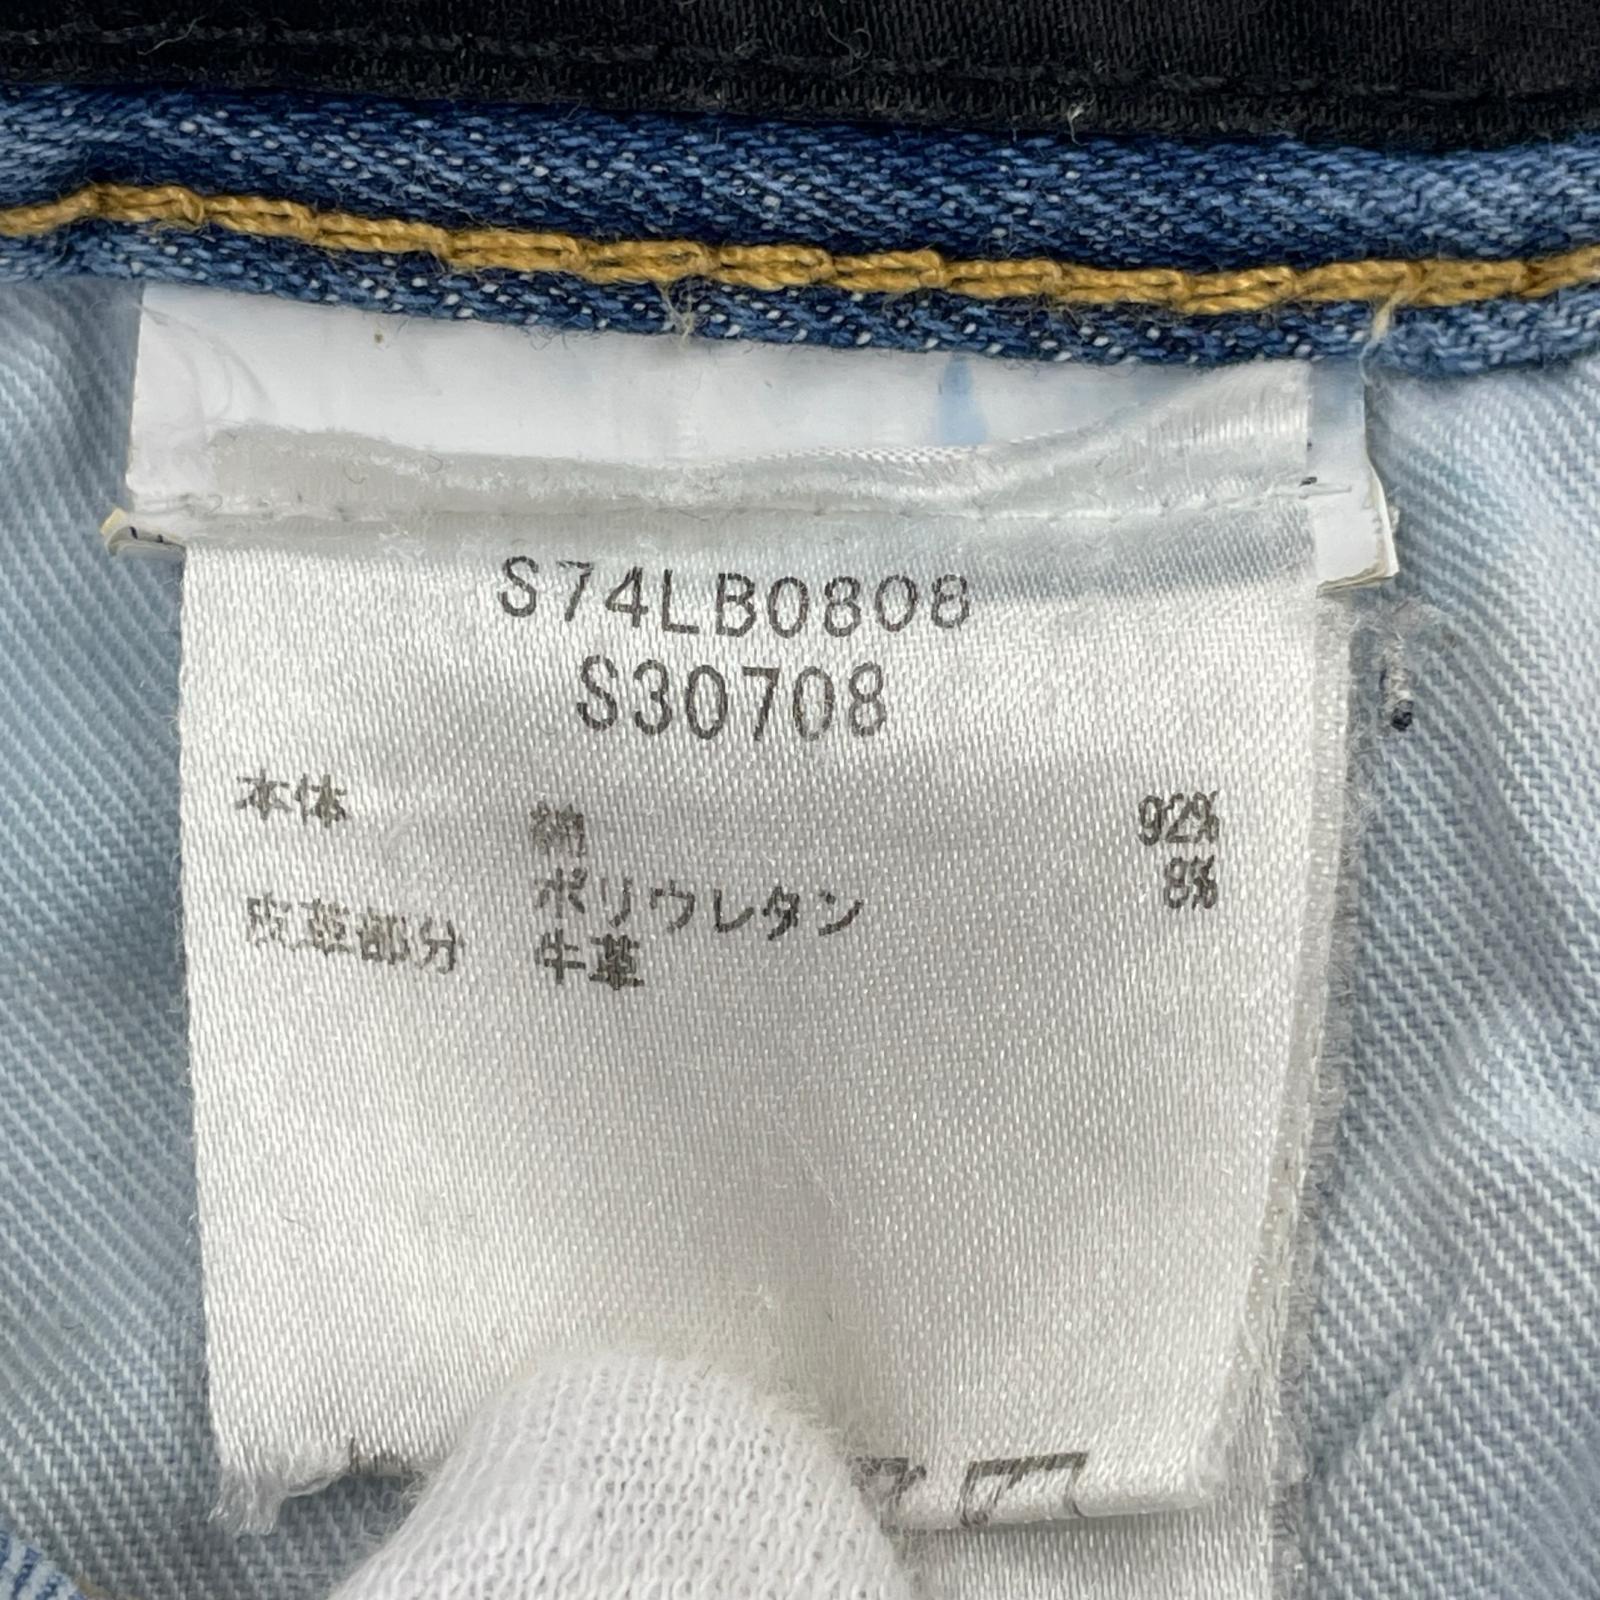 S74LB0808
S30708
本体 綿 92%
ポリウレタン 8%
皮革部分 牛革